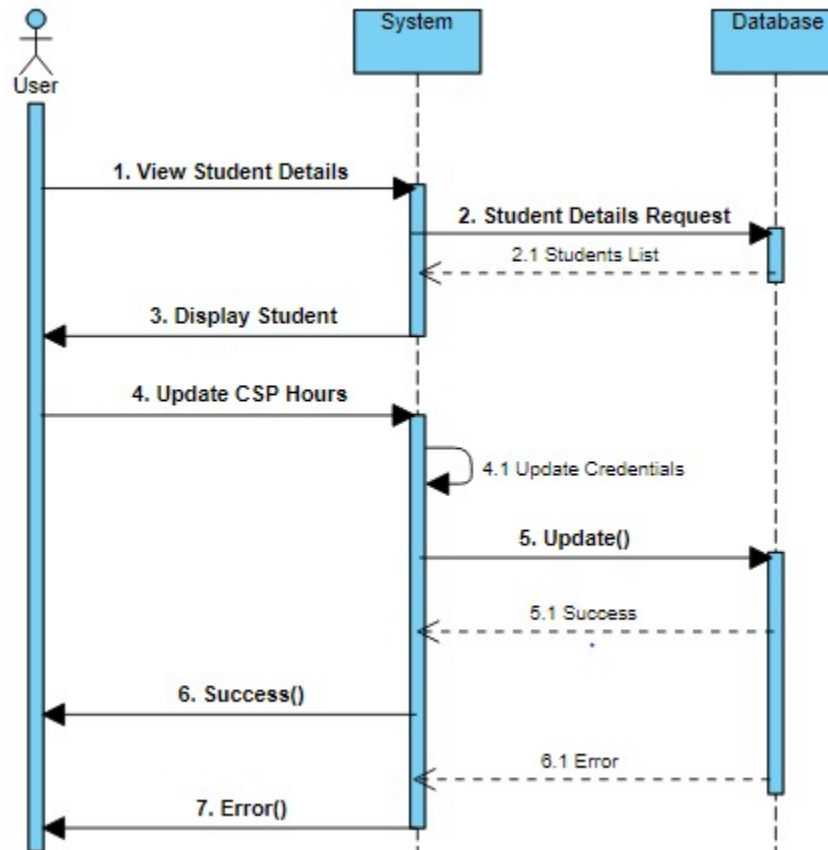 System
Database
User
1. View Student Details
2. Student Details Request
2.1 Students List
3. Display Student
4. Update CSP Hours
4.1 Update Credentials
5. Update()
5.1 Success
6. Success()
6.1 Error
7. Error()